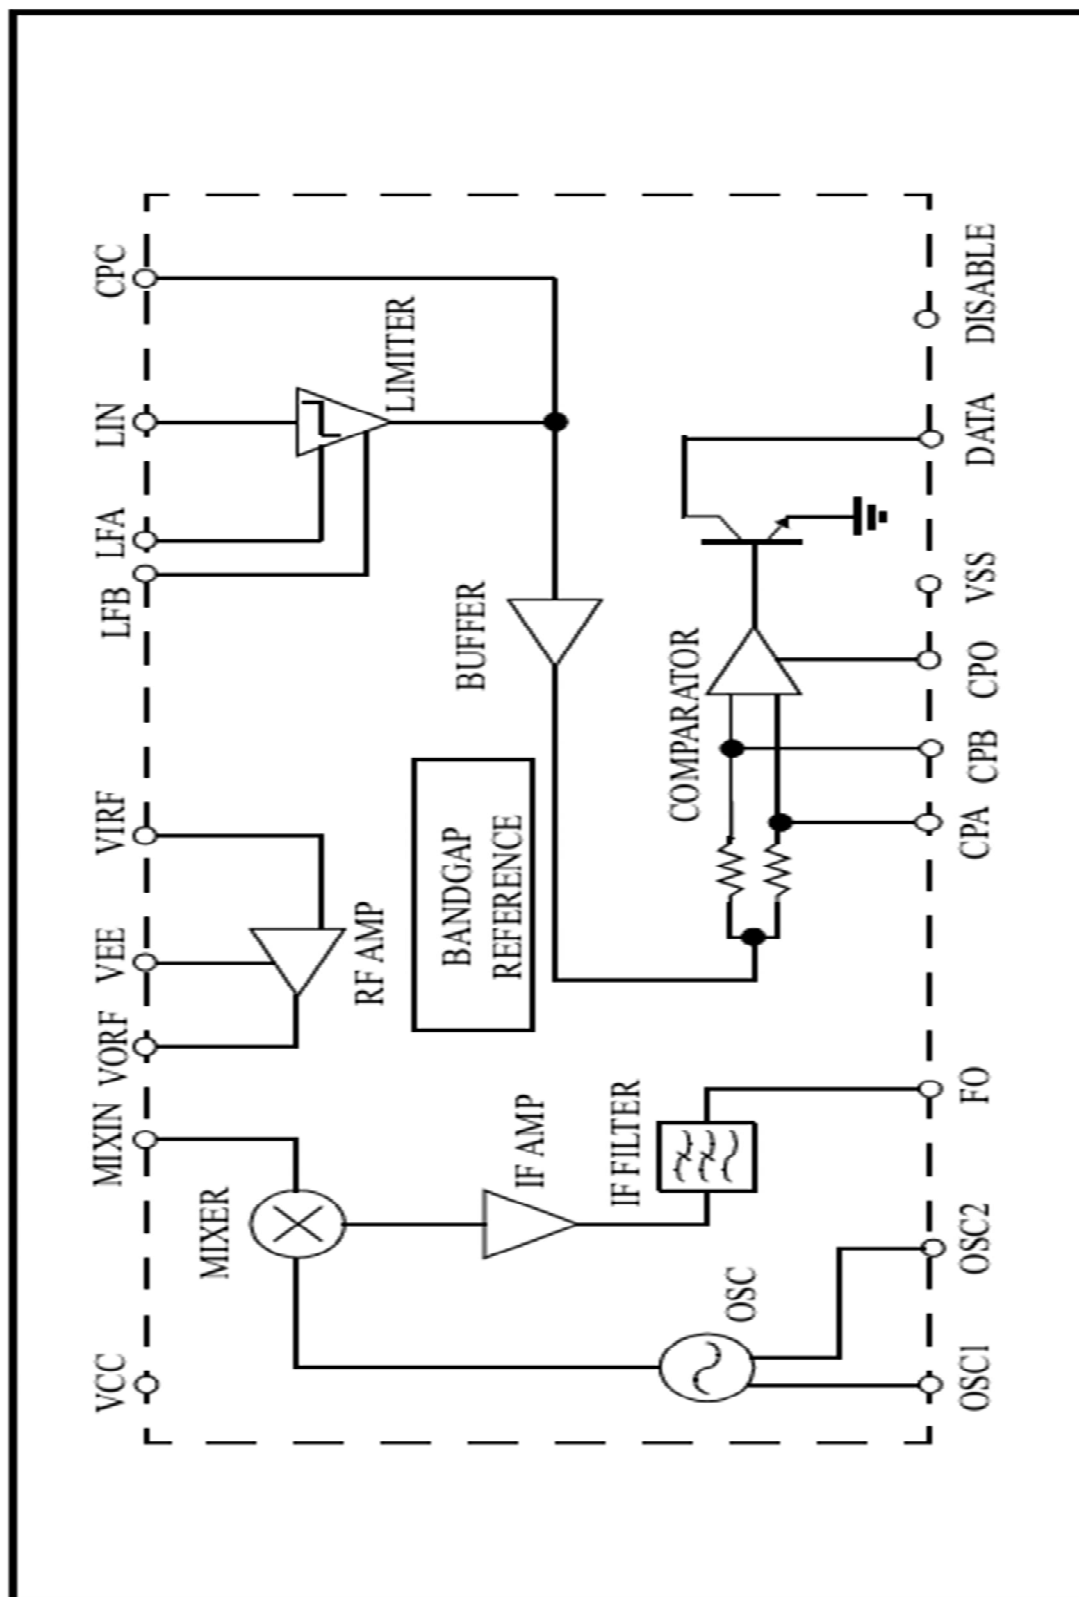 VCC
MIXIN
VORF
VEE
VIRF
LFB
LFA
LIN
CPC
MIXER
RF AMP
LIMITER
IF AMP
BANDGAP
REFERENCE
BUFFER
IF FILTER
COMPARATOR
OSC
OSC1
OSC2
FO
CPA
CPB
CPO
VSS
DATA
DISABLE